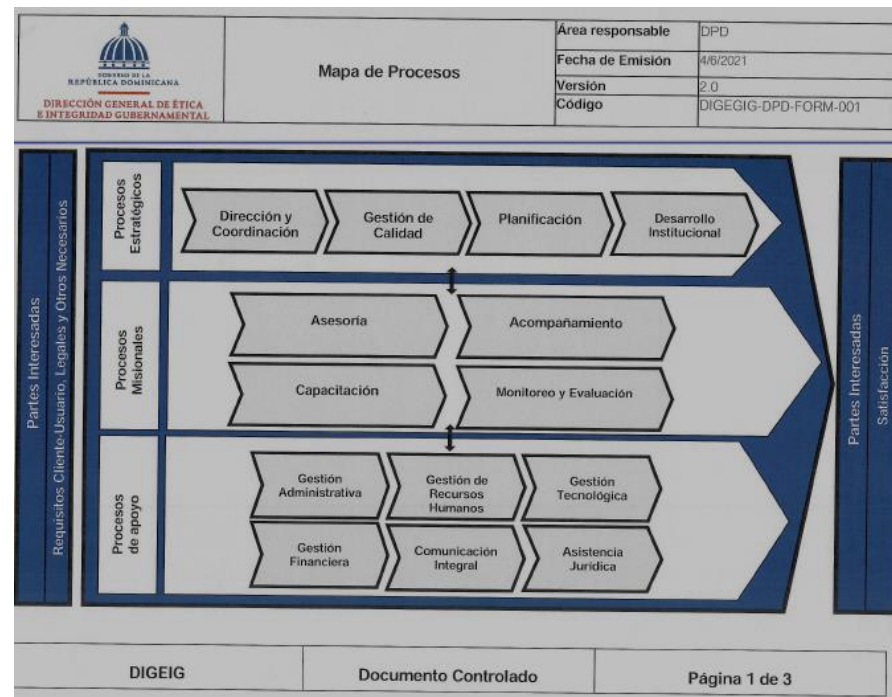 GOBIERNO DE LA
REPÚBLICA DOMINICANA
DIRECCIÓN GENERAL DE ÉTICA
E INTEGRIDAD GUBERNAMENTAL
Mapa de Procesos
Área responsable
DPD
Fecha de Emisión
4/6/2021
Versión
2.0
Código
DIGEGIG-DPD-FORM-001
Partes Interesadas
Requisitos Cliente-Usuario, Legales y Otros Necesarios
Procesos
Estratégicos
Dirección y
Coordinación
Gestión de
Calidad
Planificación
Desarrollo
Institucional
Procesos
Misionales
Asesoría
Acompañamiento
Capacitación
Monitoreo y Evaluación
Procesos
de apoyo
Gestión
Administrativa
Gestión de
Recursos
Humanos
Gestión
Tecnológica
Gestión
Financiera
Comunicación
Integral
Asistencia
Jurídica
Partes Interesadas
Satisfacción
DIGEIG
Documento Controlado
Página 1 de 3